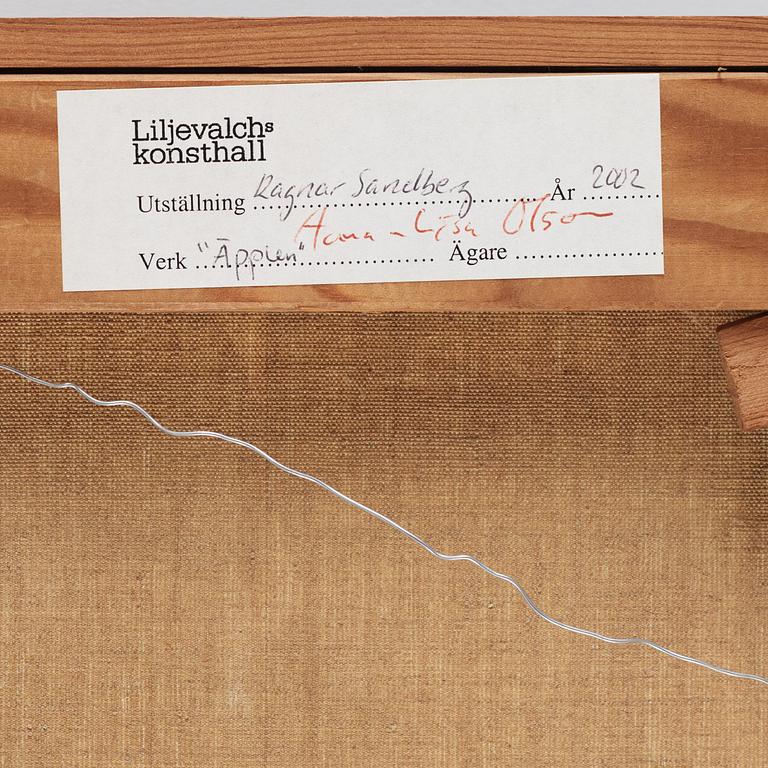 Liljevalchs
konsthall
Utställning Ragnar Sandberg År 2002
Anna-Lisa Olson
Verk "Äpplen" Ägare